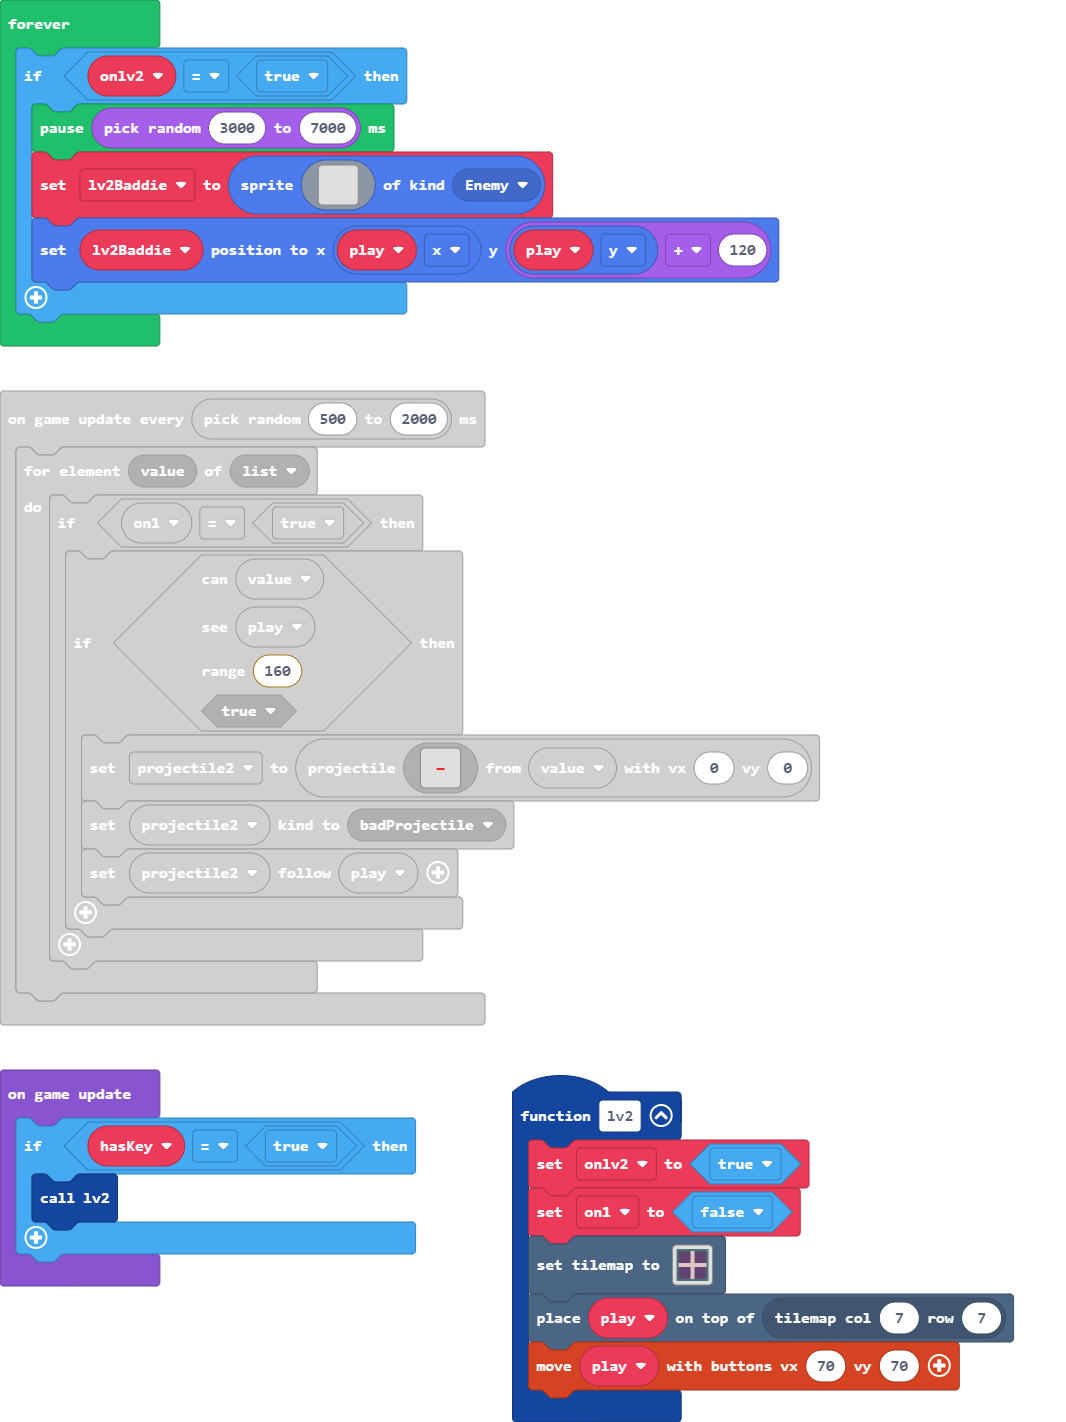 forever
if onlv2 = true then
pause pick random 3000 to 7000 ms
set lv2Baddie to sprite of kind Enemy
set lv2Baddie position to x play x y play y + 120
on game update every pick random 500 to 2000 ms
for element value of list
do if on1 = true then
can value
see play
if then
range 160
true
set projectile2 to projectile from value with vx 0 vy 0
set projectile2 kind to badProjectile
set projectile2 follow play
on game update
if hasKey = true then
call lv2
function lv2
set onlv2 to true
set on1 to false
set tilemap to
place play on top of tilemap col 7 row 7
move play with buttons vx 70 vy 70